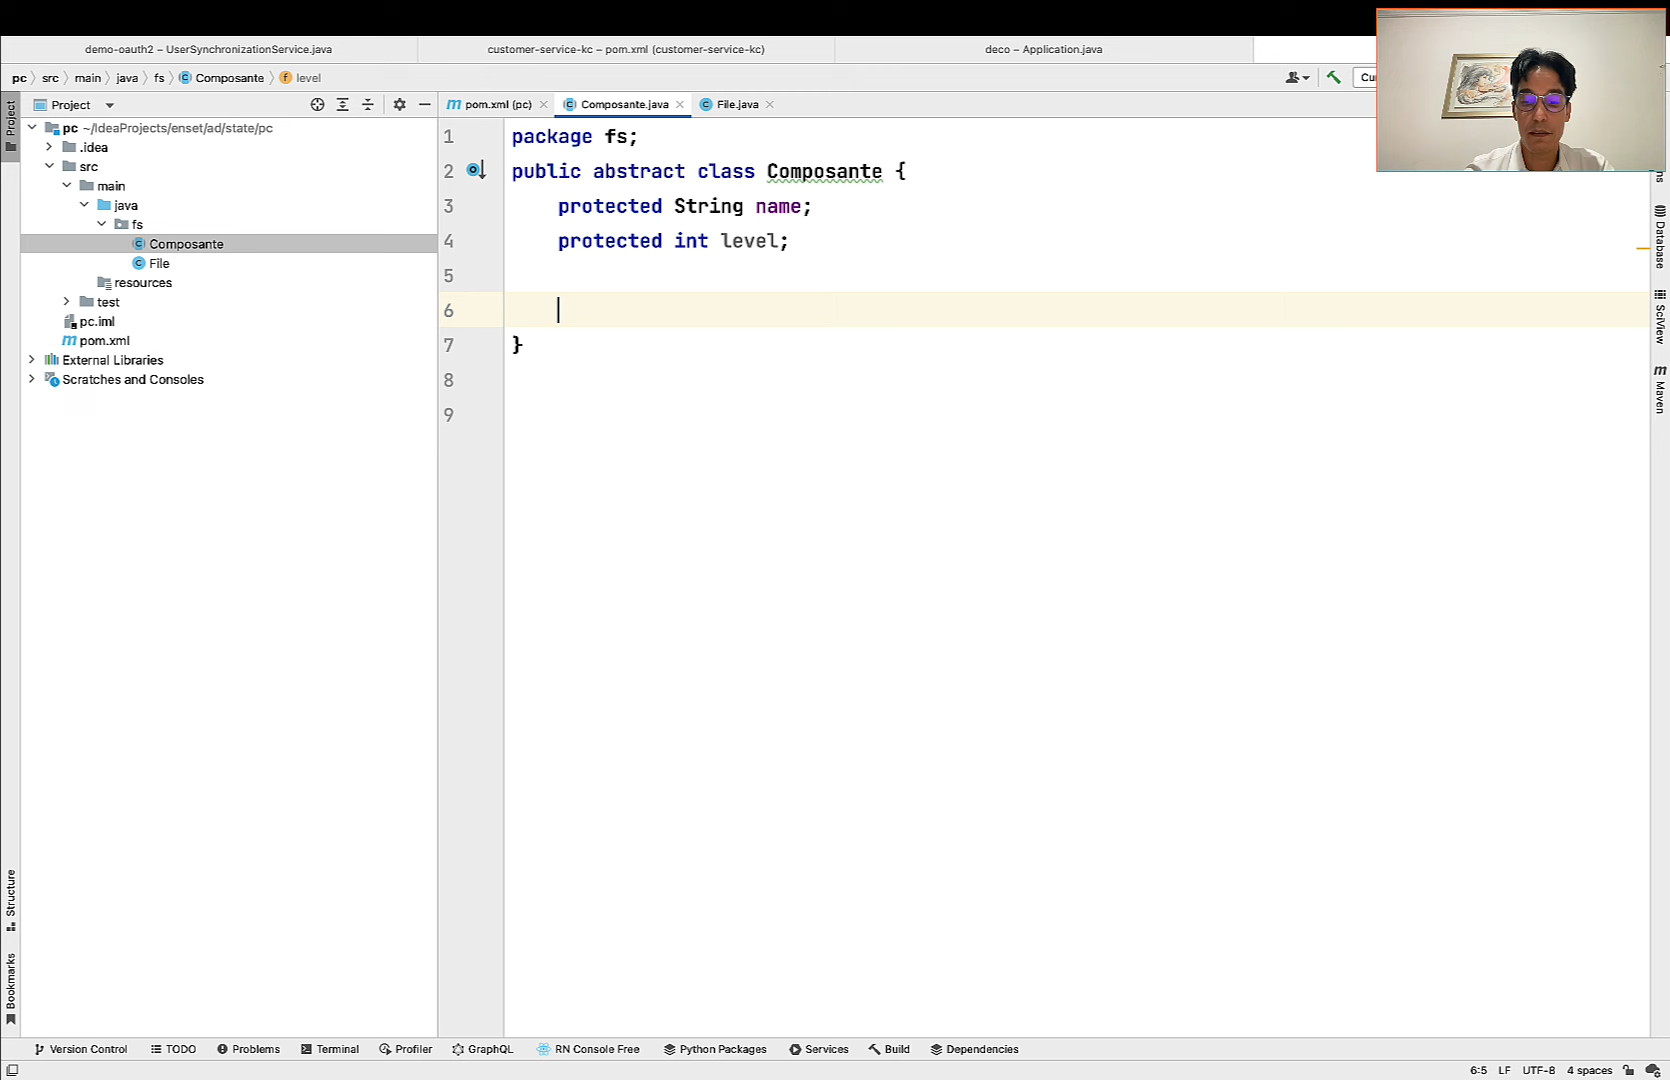 demo-oauth2 – UserSynchronizationService.java
customer-service-kc – pom.xml (customer-service-kc)
deco – Application.java
pc
src
main
java
fs
Composante
level
Project
pom.xml (pc)
Composante.java
File.java
Project
pc ~/IdeaProjects/enset/ad/state/pc
.idea
src
main
java
fs
Composante
File
resources
test
pc.iml
pom.xml
External Libraries
Scratches and Consoles
1 package fs;
2 public abstract class Composante {
3 protected String name;
4 protected int level;
5
6
7 }
8
9
Database
SciView
Maven
Structure
Bookmarks
Version Control
TODO
Problems
Terminal
Profiler
GraphQL
RN Console Free
Python Packages
Services
Build
Dependencies
6:5
LF
UTF-8
4 spaces